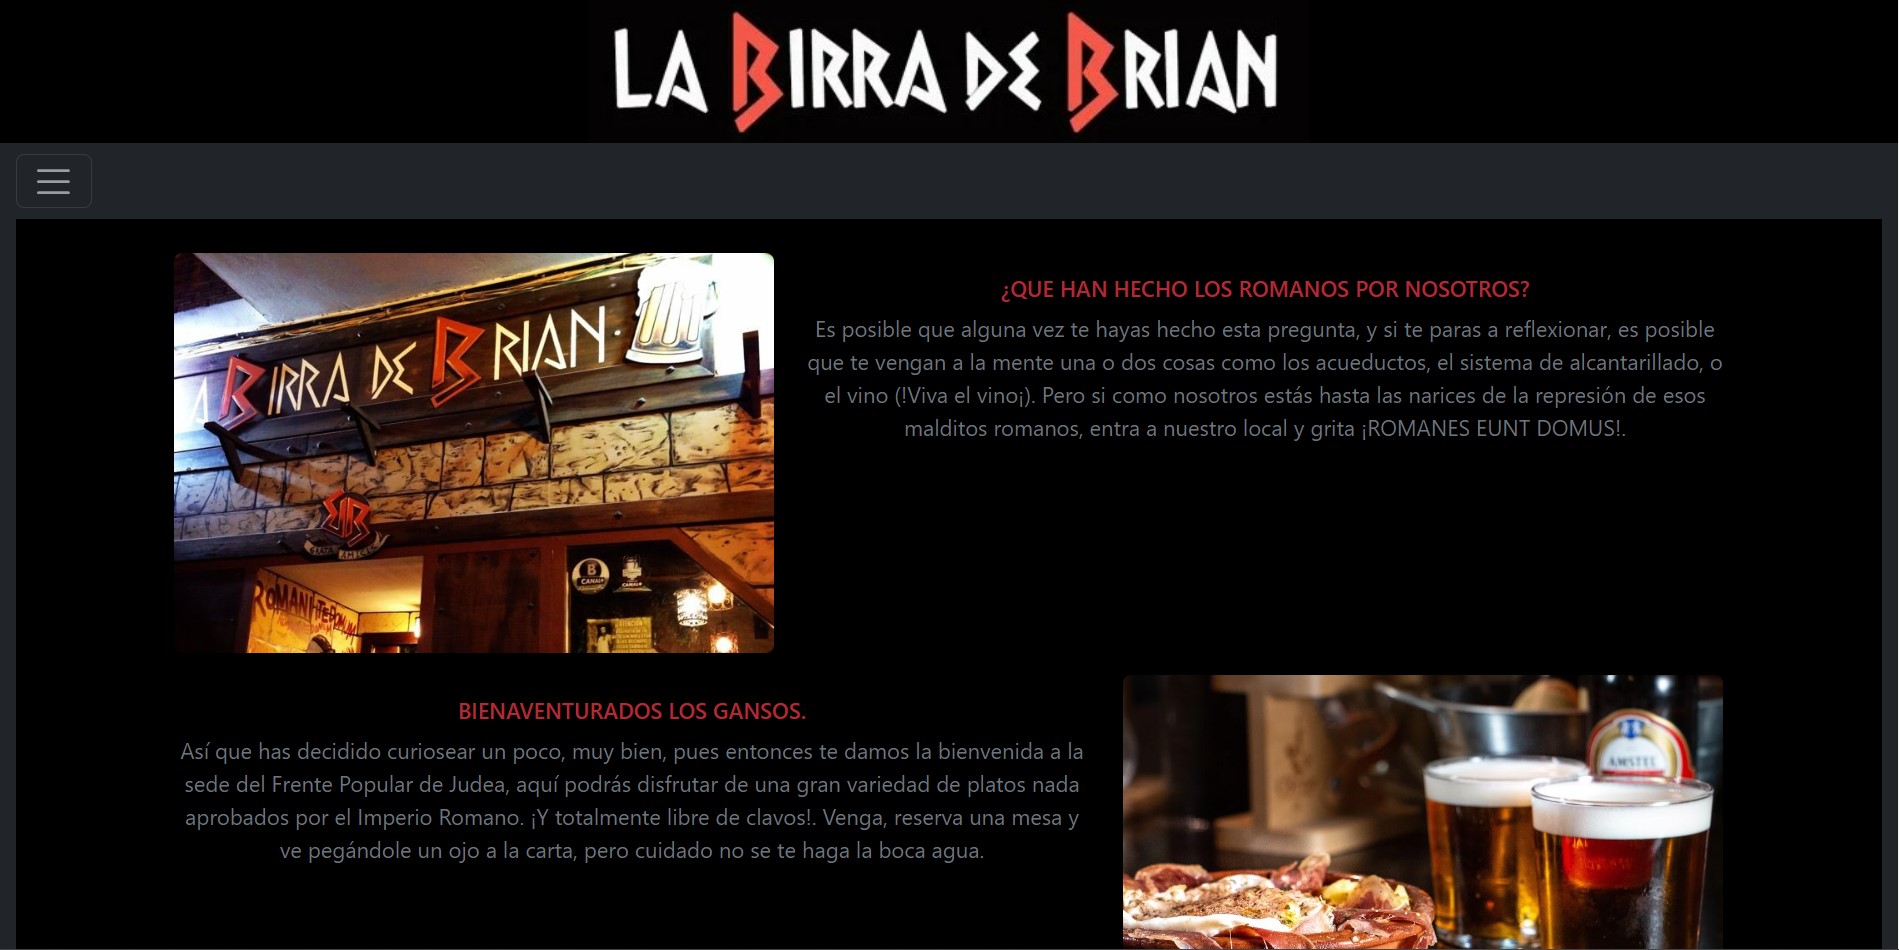 LA BIRRA DE BRIAN
BIRRA DE BRIAN
¿QUE HAN HECHO LOS ROMANOS POR NOSOTROS?
Es posible que alguna vez te hayas hecho esta pregunta, y si te paras a reflexionar, es posible
que te vengan a la mente una o dos cosas como los acueductos, el sistema de alcantarillado, o
el vino (!Viva el vino¡). Pero si como nosotros estás hasta las narices de la represión de esos
malditos romanos, entra a nuestro local y grita ¡ROMANES EUNT DOMUS!.
B
CANAL+
CANAL+
BIENAVENTURADOS LOS GANSOS.
Así que has decidido curiosear un poco, muy bien, pues entonces te damos la bienvenida a la
sede del Frente Popular de Judea, aquí podrás disfrutar de una gran variedad de platos nada
aprobados por el Imperio Romano. ¡Y totalmente libre de clavos!. Venga, reserva una mesa y
ve pegándole un ojo a la carta, pero cuidado no se te haga la boca agua.
AMSTEL